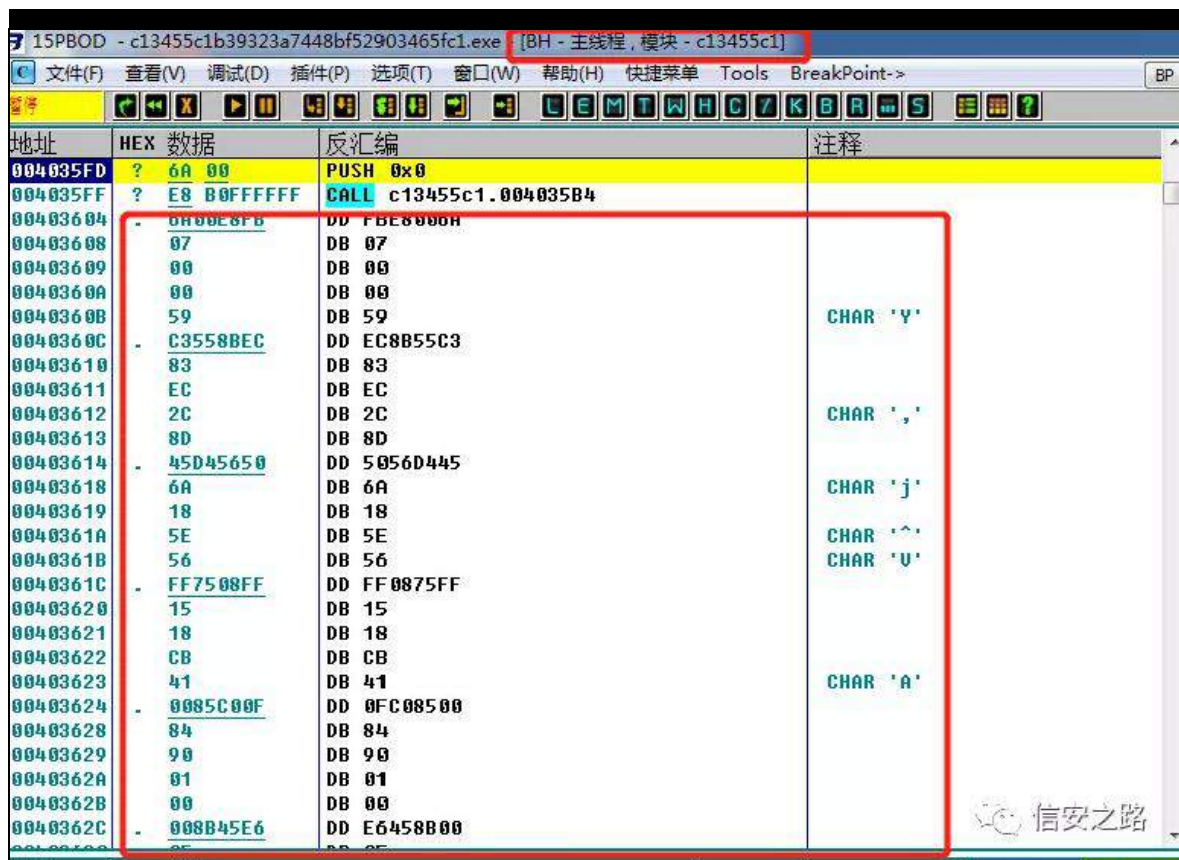 15PBOD - c13455c1b39323a7448bf52903465fc1.exe - [BH - 主线程, 模块 - c13455c1]
文件(F) 查看(V) 调试(D) 插件(P) 选项(T) 窗口(W) 帮助(H) 快捷菜单 Tools BreakPoint-> BP
暂停 L E M T W H C / K B R ... S
地址 HEX 数据 反汇编 注释
004035FD ? 6A 00 PUSH 0x0
004035FF ? E8 B0FFFFFF CALL c13455c1.004035B4
00403604 . 6A00E8FB DD FBE8006A
00403608 07 DB 07
00403609 00 DB 00
0040360A 00 DB 00
0040360B 59 DB 59 CHAR 'Y'
0040360C . C3558BEC DD EC8B55C3
00403610 83 DB 83
00403611 EC DB EC
00403612 2C DB 2C CHAR ','
00403613 8D DB 8D
00403614 . 45D45650 DD 5056D445
00403618 6A DB 6A CHAR 'j'
00403619 18 DB 18
0040361A 5E DB 5E CHAR '^'
0040361B 56 DB 56 CHAR 'V'
0040361C . FF7508FF DD FF0875FF
00403620 15 DB 15
00403621 18 DB 18
00403622 CB DB CB
00403623 41 DB 41 CHAR 'A'
00403624 . 0085C00F DD 0FC08500
00403628 84 DB 84
00403629 90 DB 90
0040362A 01 DB 01
0040362B 00 DB 00
0040362C . 008B45E6 DD E6458B00
信安之路